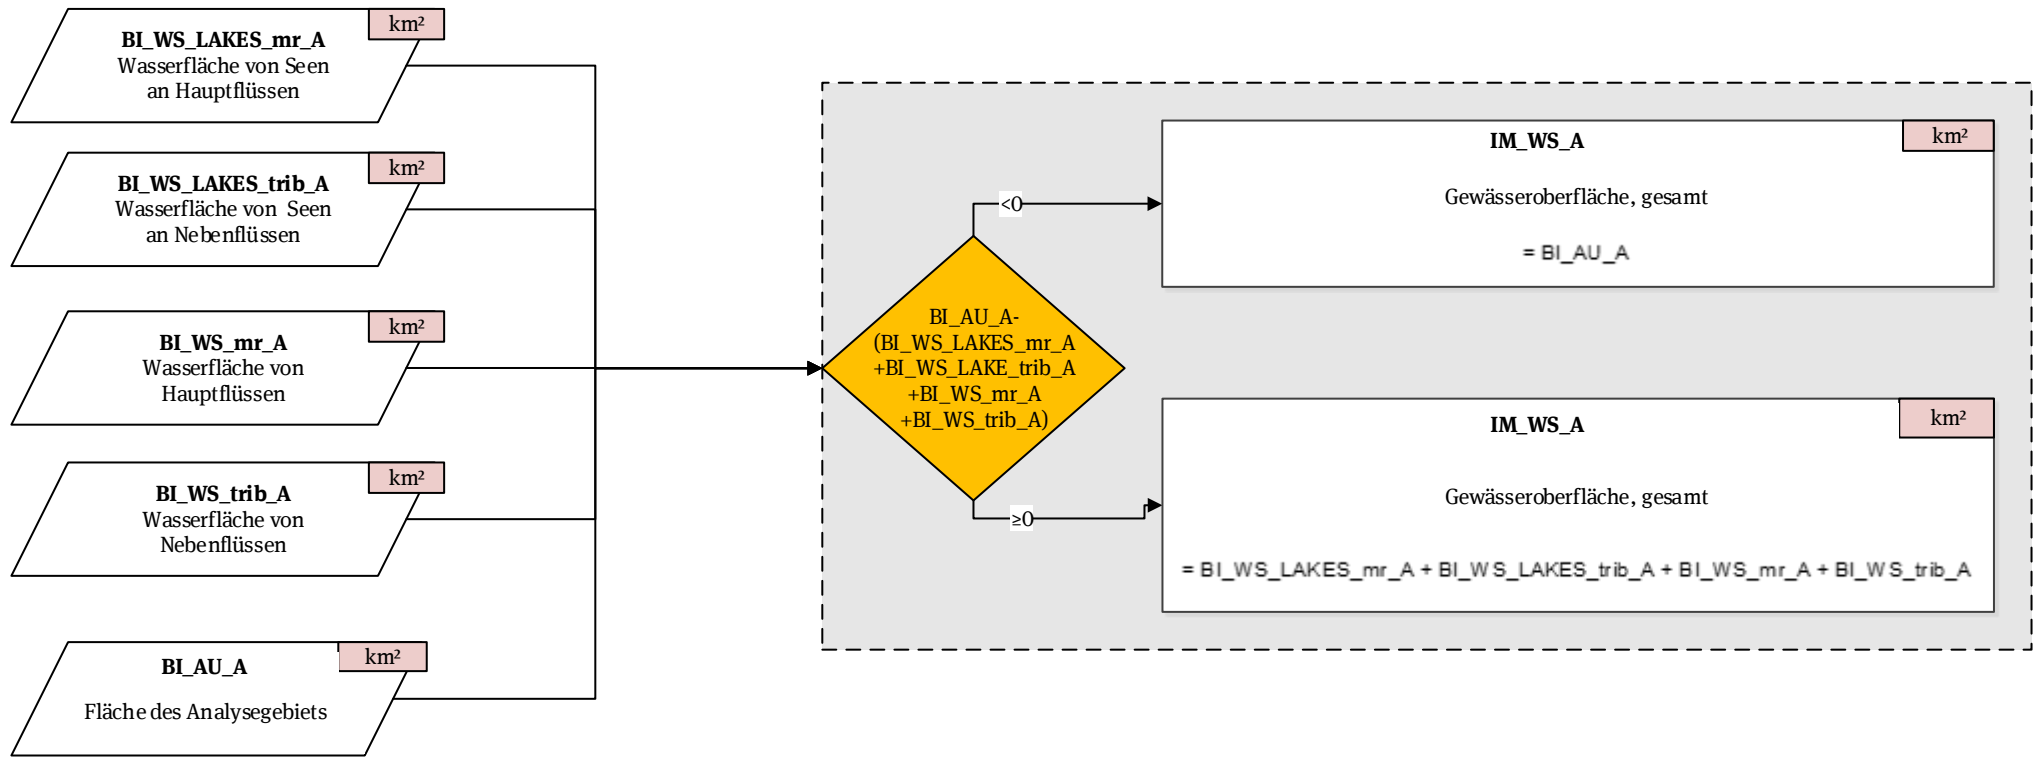 km²
BI_WS_LAKES_mr_A
Wasserfläche von Seen
an Hauptflüssen
km²
BI_WS_LAKES_trib_A
Wasserfläche von Seen
an Nebenflüssen
km²
BI_WS_mr_A
Wasserfläche von
Hauptflüssen
km²
BI_WS_trib_A
Wasserfläche von
Nebenflüssen
km²
BI_AU_A
Fläche des Analysegebiets
BI_AU_A-
(BI_WS_LAKES_mr_A
+BI_WS_LAKE_trib_A
+BI_WS_mr_A
+BI_WS_trib_A)
<0
≥0
km²
IM_WS_A
Gewässeroberfläche, gesamt
= BI_AU_A
km²
IM_WS_A
Gewässeroberfläche, gesamt
= BI_WS_LAKES_mr_A + BI_WS_LAKES_trib_A + BI_WS_mr_A + BI_WS_trib_A